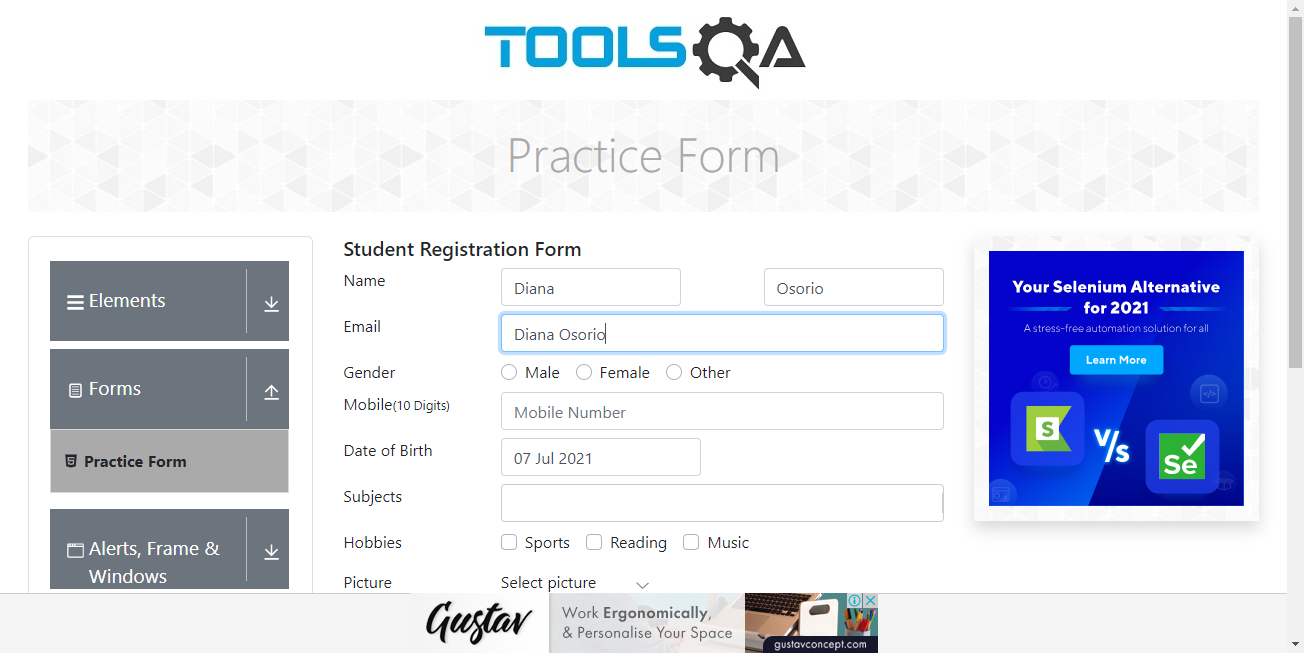 TOOLSQA
Practice Form
Elements
Forms
Practice Form
Alerts, Frame &
Windows
Student Registration Form
Name Diana Osorio
Email Diana Osorio
Gender Male Female Other
Mobile(10 Digits) Mobile Number
Date of Birth 07 Jul 2021
Subjects
Hobbies Sports Reading Music
Picture Select picture
Your Selenium Alternative
for 2021
A stress-free automation solution for all
Learn More
S
V/s
Se
Gustav
Work Ergonomically,
& Personalise Your Space
gustavconcept.com